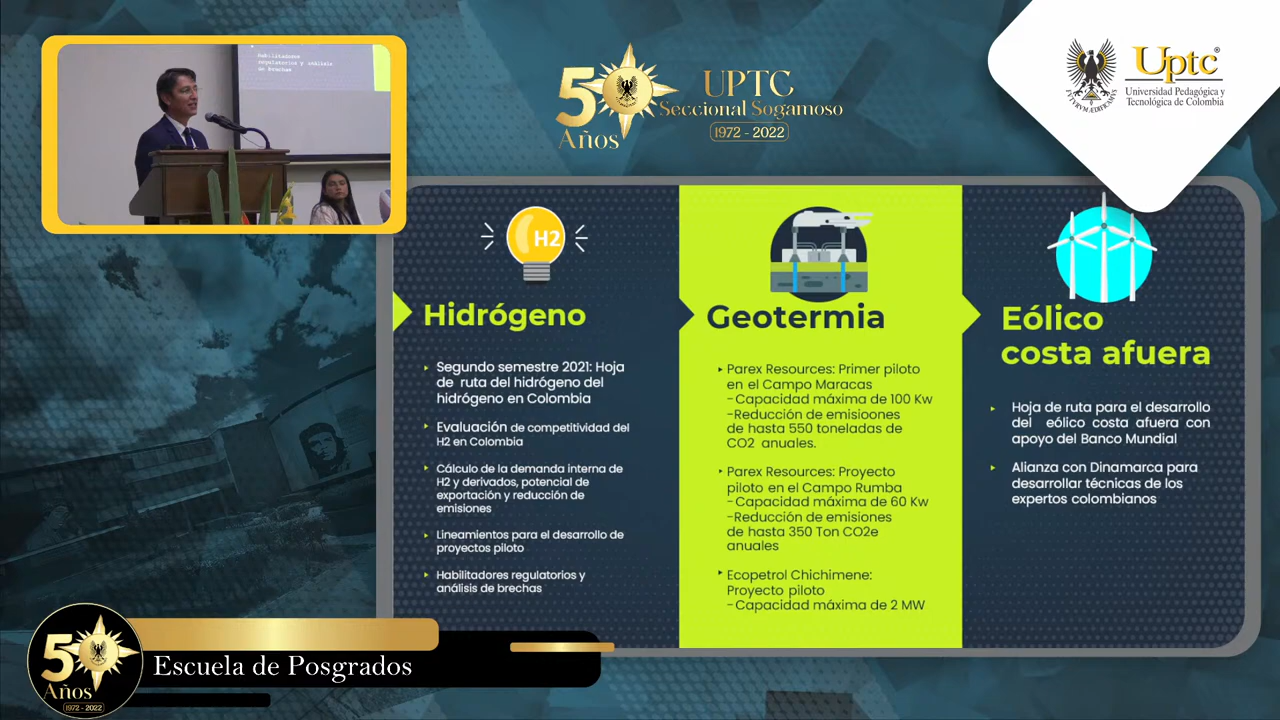 Habilitadores
regulatorios y análisis
de brechas
50
Años
UPTC
Seccional Sogamoso
1972 - 2022
Uptc®
Universidad Pedagógica y
Tecnológica de Colombia
H2
Hidrógeno
Segundo semestre 2021: Hoja
de ruta del hidrógeno del
hidrógeno en Colombia
Evaluación de competitividad del
H2 en Colombia
Cálculo de la demanda interna de
H2 y derivados, potencial de
exportación y reducción de
emisiones
Lineamientos para el desarrollo de
proyectos piloto
Habilitadores regulatorios y
análisis de brechas
Geotermia
Parex Resources: Primer piloto
en el Campo Maracas
-Capacidad máxima de 100 Kw
-Reducción de emisioones
de hasta 550 toneladas de
CO2 anuales.
Parex Resources: Proyecto
piloto en el Campo Rumba
-Capacidad máxima de 60 Kw
-Reducción de emisiones
de hasta 350 Ton CO2e
anuales
Ecopetrol Chichimene:
Proyecto piloto
-Capacidad máxima de 2 MW
Eólico
costa afuera
Hoja de ruta para el desarrollo
del eólico costa afuera con
apoyo del Banco Mundial
Alianza con Dinamarca para
desarrollar técnicas de los
expertos colombianos
50
Años
1972 - 2022
Escuela de Posgrados